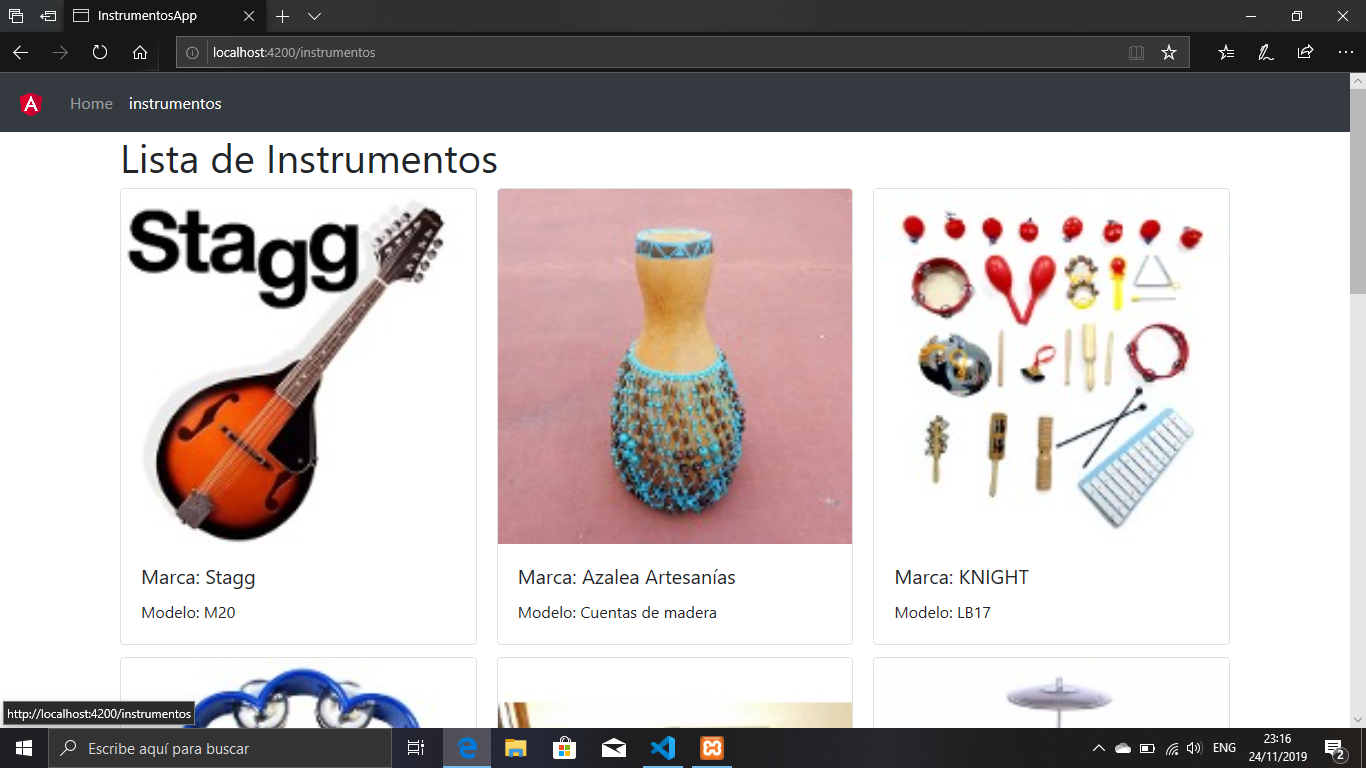 InstrumentosApp
localhost:4200/instrumentos
Home instrumentos
Lista de Instrumentos
Stagg
Marca: Stagg
Modelo: M20
Marca: Azalea Artesanías
Modelo: Cuentas de madera
Marca: KNIGHT
Modelo: LB17
http://localhost:4200/instrumentos
Escribe aquí para buscar
ENG
23:16
24/11/2019
2